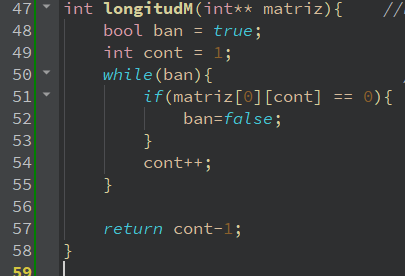 47 int longitudM(int** matriz){ //
48 bool ban = true;
49 int cont = 1;
50 while(ban){
51 if(matriz[0][cont] == 0){
52 ban=false;
53 }
54 cont++;
55 }
56
57 return cont-1;
58 }
59